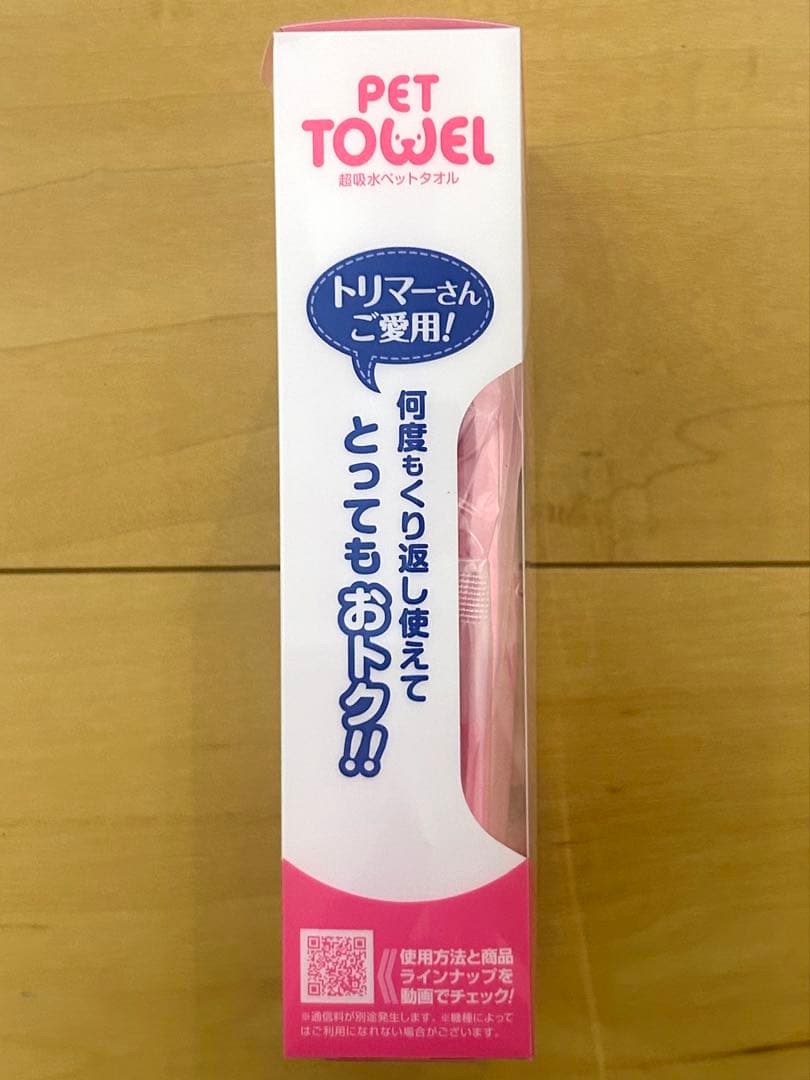 PET
TOWEL
超吸水ペットタオル
トリマーさん
ご愛用!
何度もくり返し使えて
とってもおトク!!
使用方法と商品
ラインナップを
動画でチェック!
※通信料が別途発生します。※機種によって
はご利用になれない場合がございます。